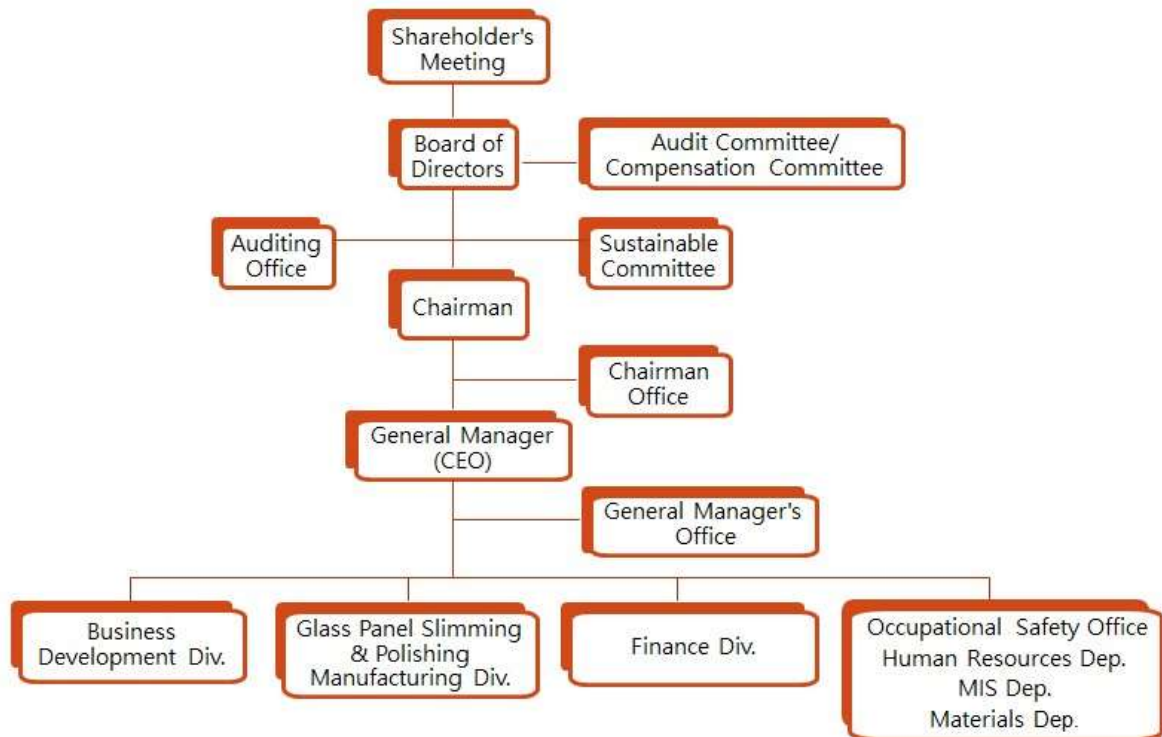 Shareholder's
Meeting
Board of
Directors
Audit Committee/
Compensation Committee
Auditing
Office
Sustainable
Committee
Chairman
Chairman
Office
General Manager
(CEO)
General Manager's
Office
Business
Development Div.
Glass Panel Slimming
& Polishing
Manufacturing Div.
Finance Div.
Occupational Safety Office
Human Resources Dep.
MIS Dep.
Materials Dep.